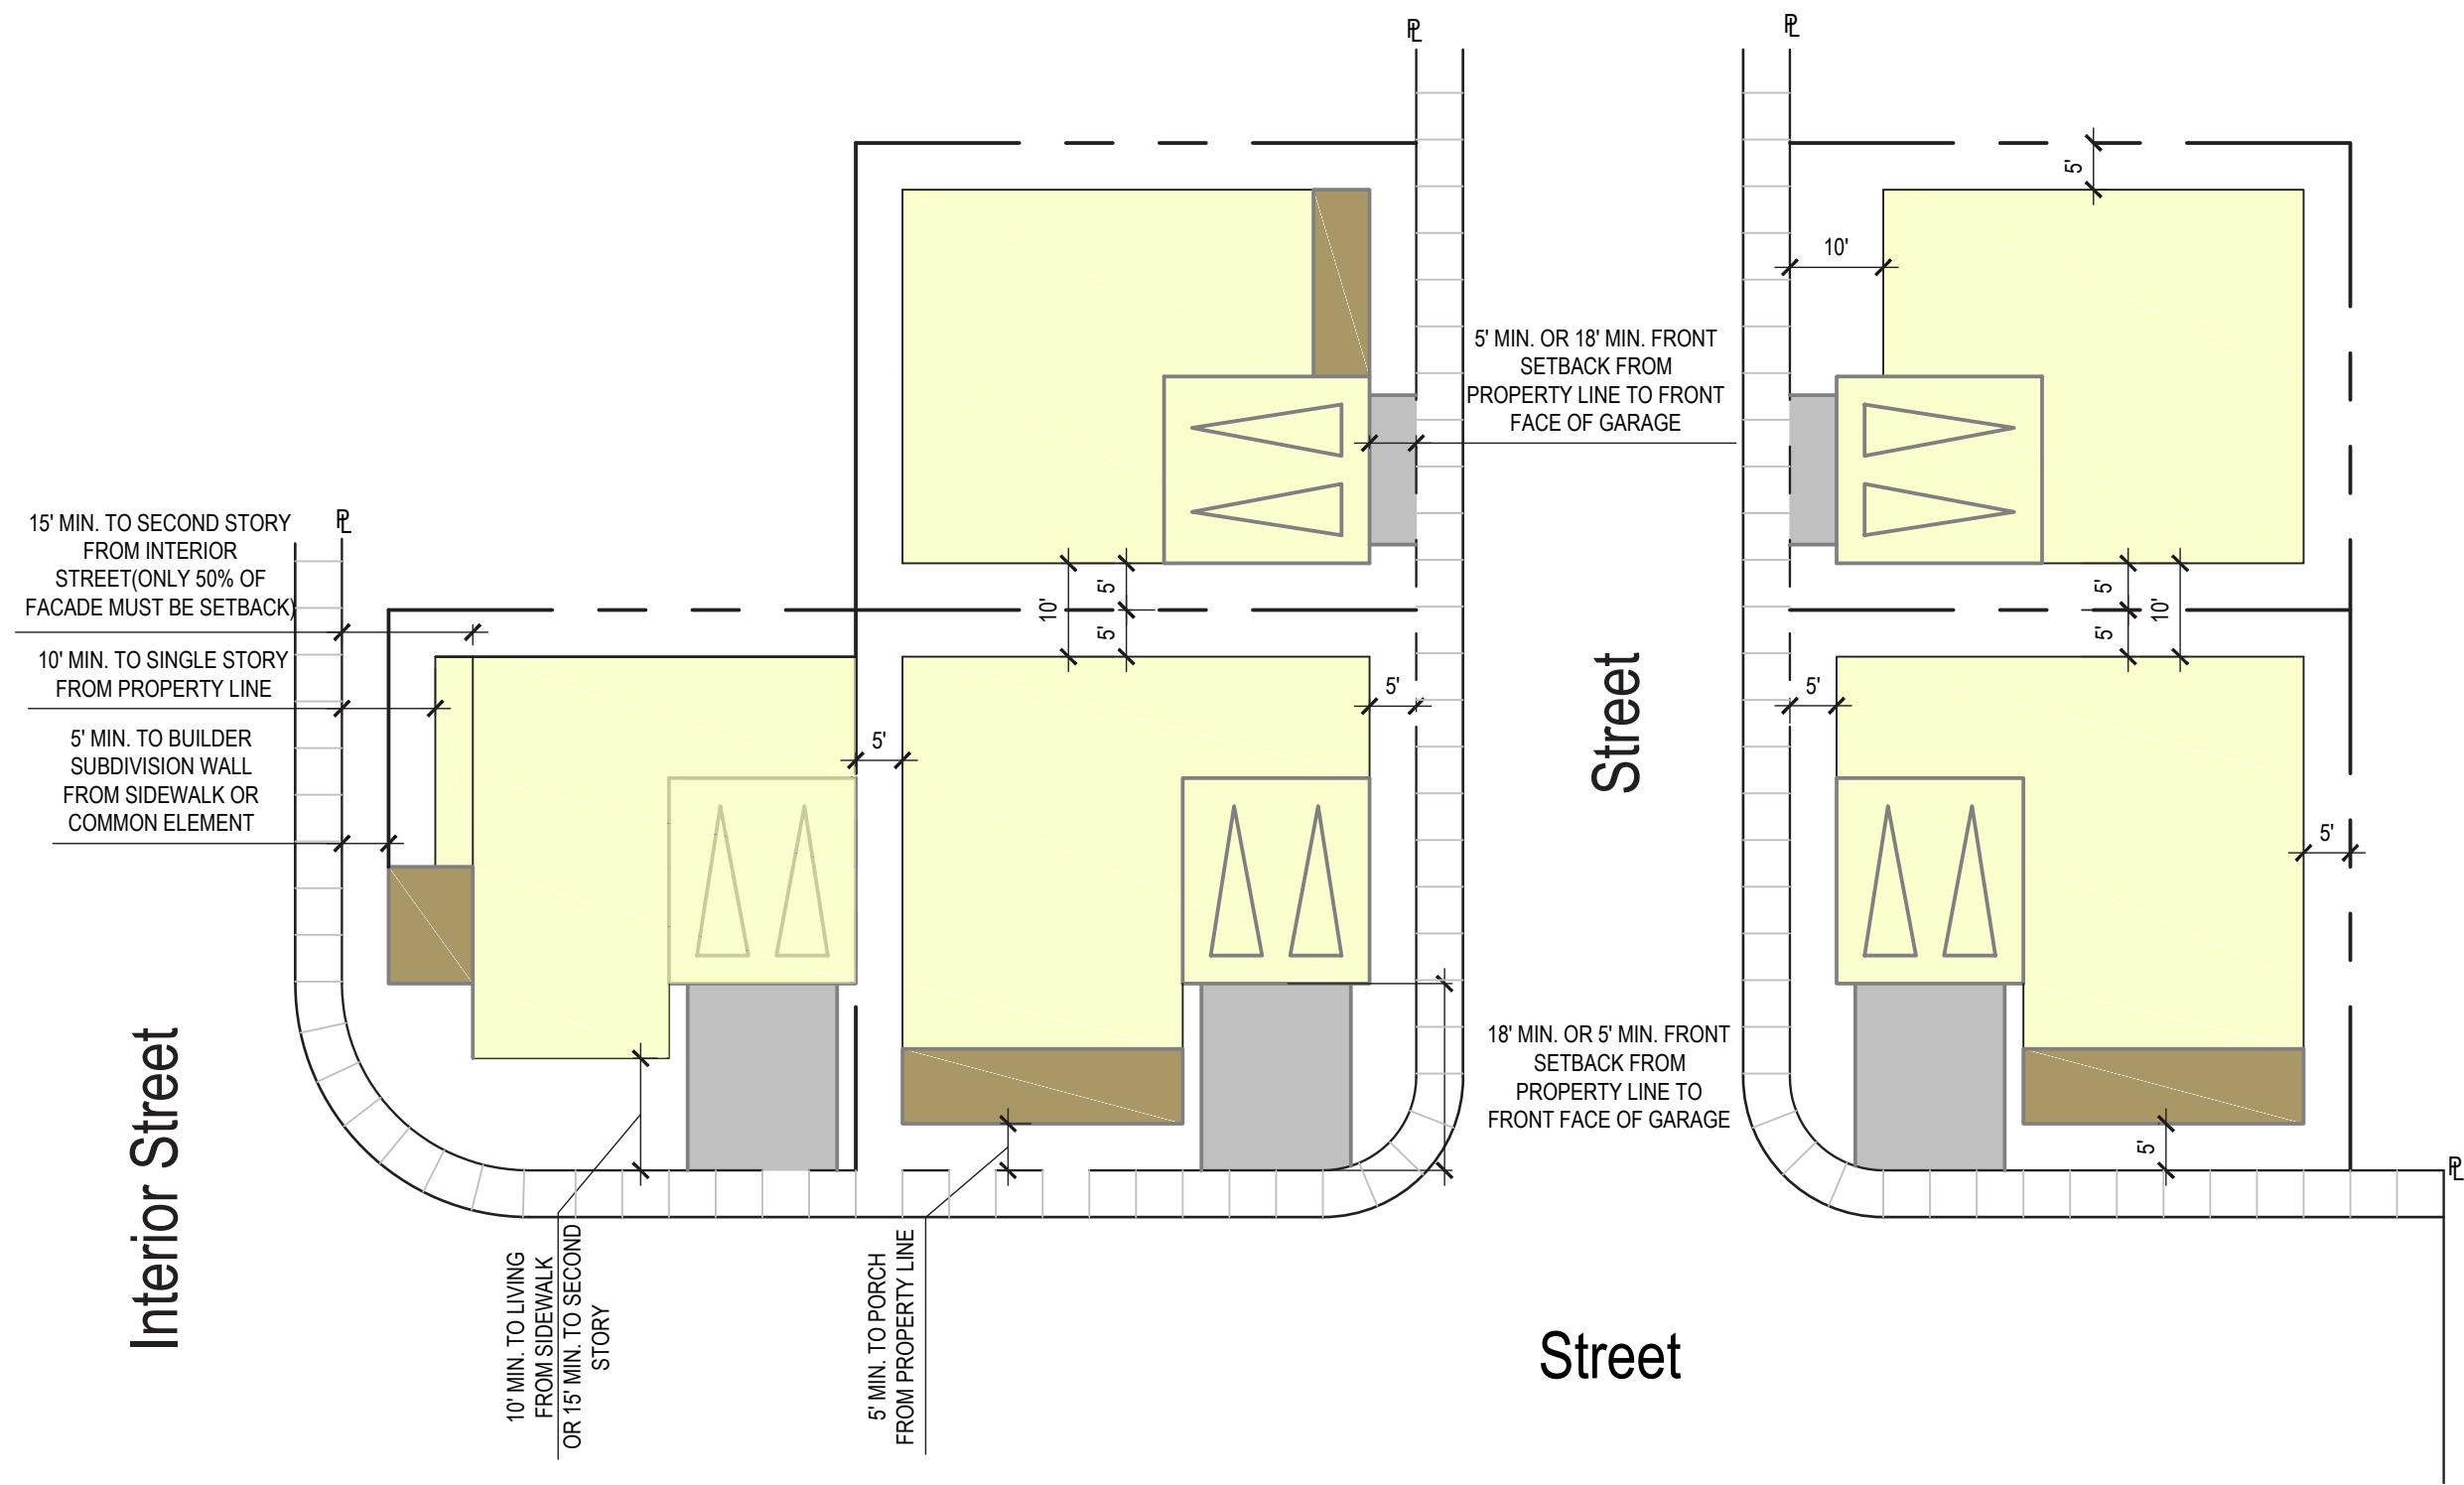 PL
PL
5'
10'
5' MIN. OR 18' MIN. FRONT
SETBACK FROM
PROPERTY LINE TO FRONT
FACE OF GARAGE
15' MIN. TO SECOND STORY
FROM INTERIOR
STREET(ONLY 50% OF
FACADE MUST BE SETBACK)
PL
10' MIN. TO SINGLE STORY
FROM PROPERTY LINE
5' MIN. TO BUILDER
SUBDIVISION WALL
FROM SIDEWALK OR
COMMON ELEMENT
10'
5'
5'
5'
5'
10'
5'
5'
5'
Street
5'
5'
18' MIN. OR 5' MIN. FRONT
SETBACK FROM
PROPERTY LINE TO
FRONT FACE OF GARAGE
5'
PL
Interior Street
10' MIN. TO LIVING
FROM SIDEWALK
OR 15' MIN. TO SECOND
STORY
5' MIN. TO PORCH
FROM PROPERTY LINE
Street